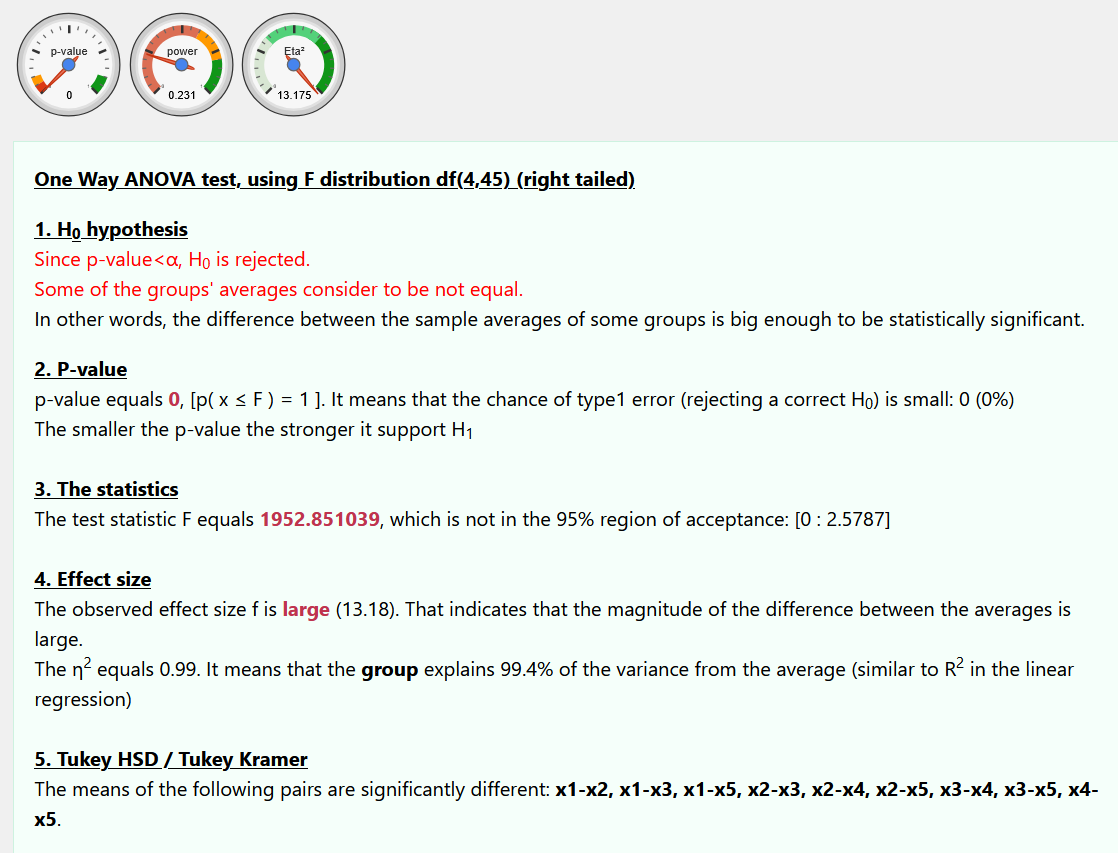 p-value
0
power
0.231
Eta²
13.175
One Way ANOVA test, using F distribution df(4,45) (right tailed)
1. H₀ hypothesis
Since p-value<α, H₀ is rejected.
Some of the groups' averages consider to be not equal.
In other words, the difference between the sample averages of some groups is big enough to be statistically significant.
2. P-value
p-value equals 0, [p( x ≤ F ) = 1 ]. It means that the chance of type1 error (rejecting a correct H₀) is small: 0 (0%)
The smaller the p-value the stronger it support H₁
3. The statistics
The test statistic F equals 1952.851039, which is not in the 95% region of acceptance: [0 : 2.5787]
4. Effect size
The observed effect size f is large (13.18). That indicates that the magnitude of the difference between the averages is
large.
The η² equals 0.99. It means that the group explains 99.4% of the variance from the average (similar to R² in the linear
regression)
5. Tukey HSD / Tukey Kramer
The means of the following pairs are significantly different: x1-x2, x1-x3, x1-x5, x2-x3, x2-x4, x2-x5, x3-x4, x3-x5, x4-
x5.